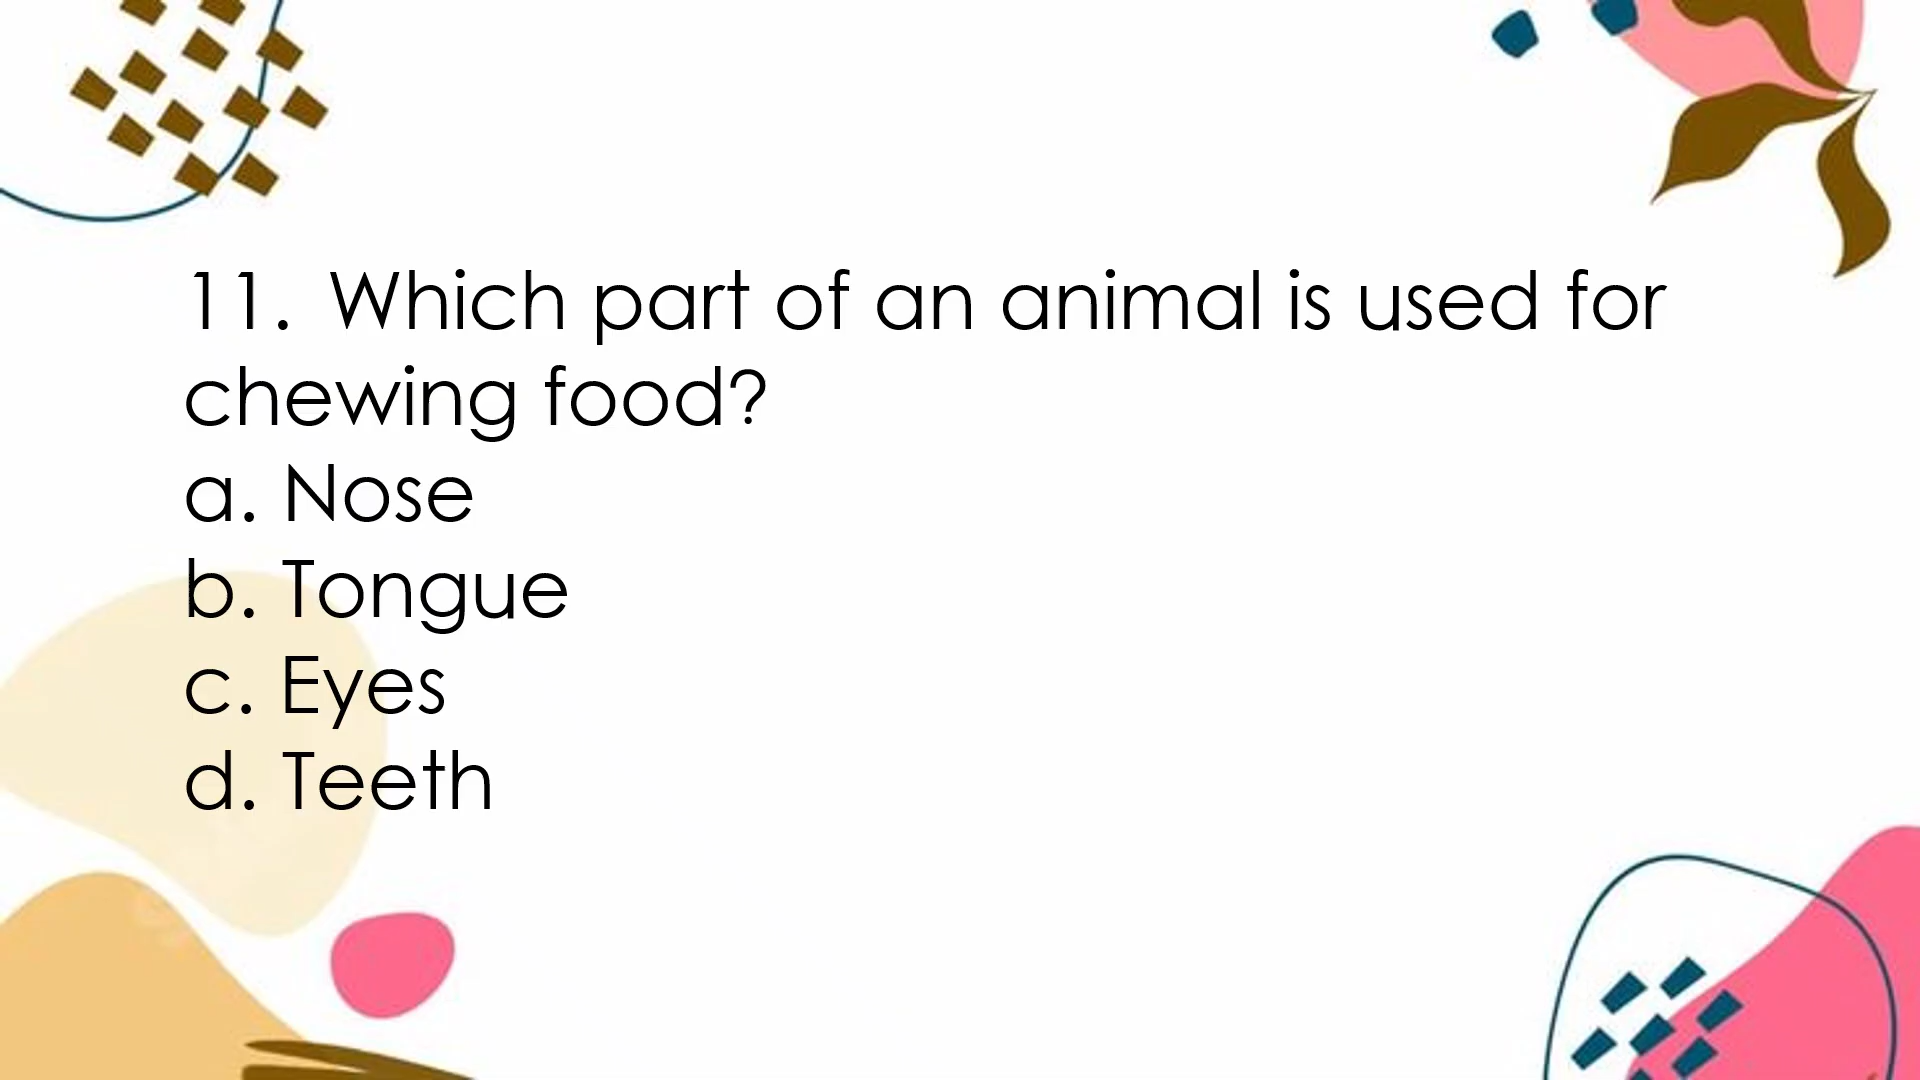 11. Which part of an animal is used for
chewing food?
a. Nose
b. Tongue
c. Eyes
d. Teeth